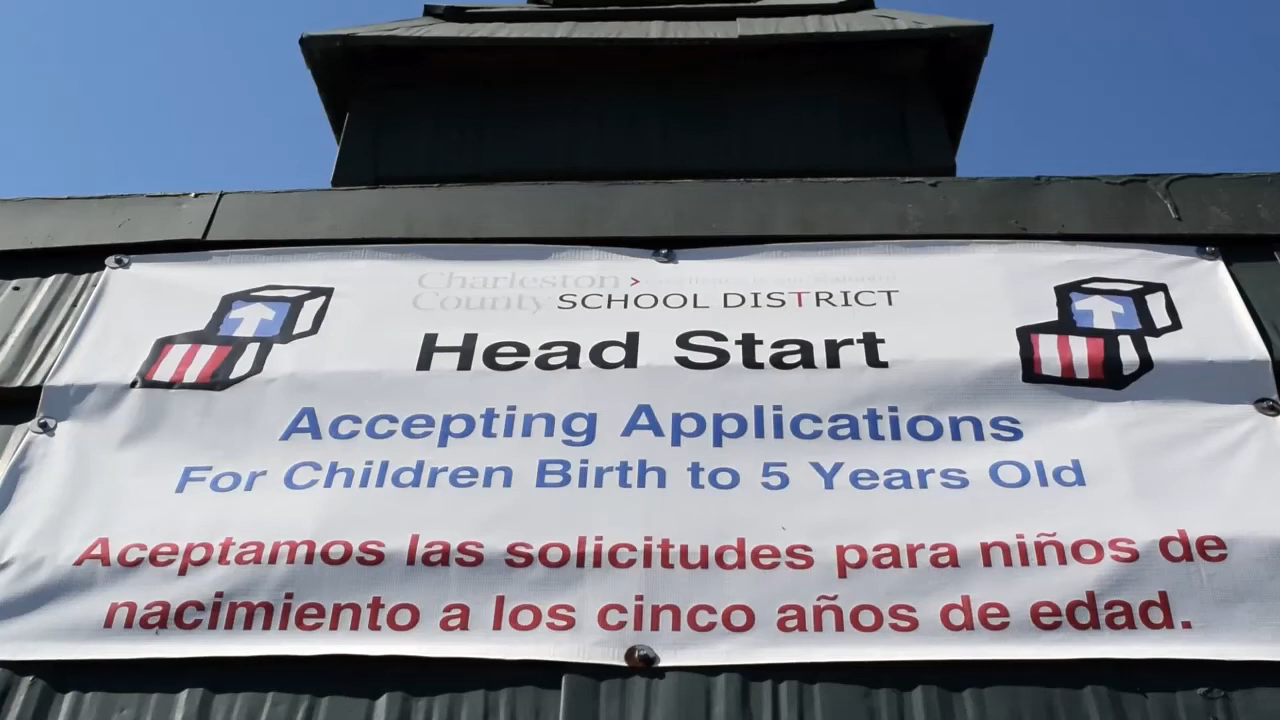 Charleston >
County SCHOOL DISTRICT
Head Start
Accepting Applications
For Children Birth to 5 Years Old
Aceptamos las solicitudes para niños de
nacimiento a los cinco años de edad.